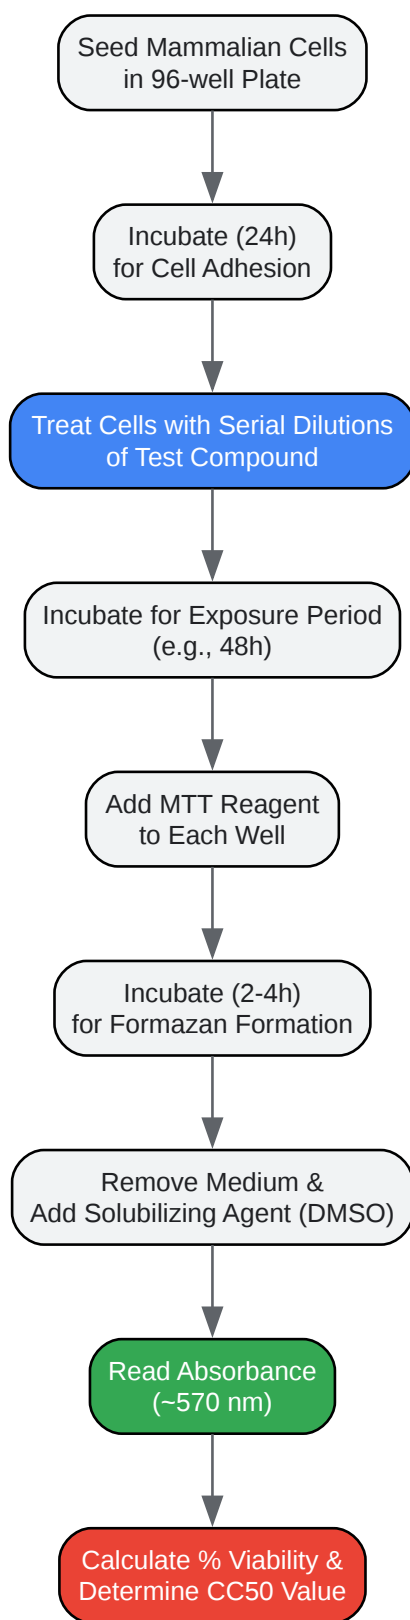 Seed Mammalian Cells
in 96-well Plate
Incubate (24h)
for Cell Adhesion
Treat Cells with Serial Dilutions
of Test Compound
Incubate for Exposure Period
(e.g., 48h)
Add MTT Reagent
to Each Well
Incubate (2-4h)
for Formazan Formation
Remove Medium &
Add Solubilizing Agent (DMSO)
Read Absorbance
(~570 nm)
Calculate % Viability &
Determine CC50 Value